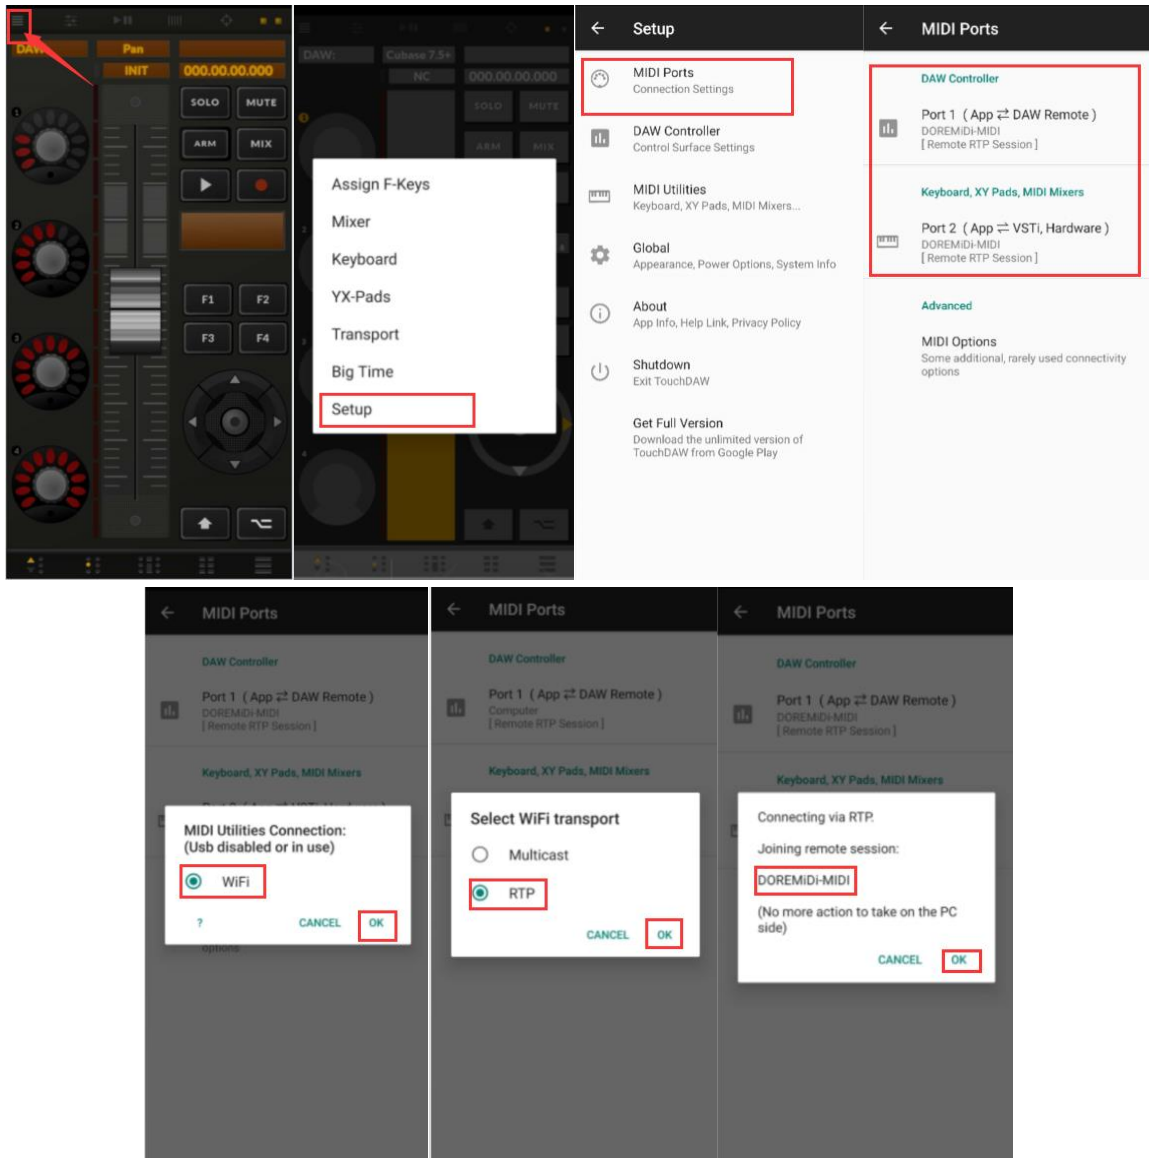 DAW:
Pan
INIT
000.00.00.000
SOLO
MUTE
ARM
MIX
F1
F2
F3
F4
1
2
3
4
DAW:
Cubase 7.5+
NC
000.00.00.000
SOLO
MUTE
ARM
MIX
Assign F-Keys
Mixer
Keyboard
YX-Pads
Transport
Big Time
Setup
Setup
MIDI Ports
Connection Settings
DAW Controller
Control Surface Settings
MIDI Utilities
Keyboard, XY Pads, MIDI Mixers...
Global
Appearance, Power Options, System Info
About
App Info, Help Link, Privacy Policy
Shutdown
Exit TouchDAW
Get Full Version
Download the unlimited version of
TouchDAW from Google Play
MIDI Ports
DAW Controller
Port 1 ( App ⇄ DAW Remote )
DOREMiDi-MIDI
[ Remote RTP Session ]
Keyboard, XY Pads, MIDI Mixers
Port 2 ( App ⇄ VSTi, Hardware )
DOREMiDi-MIDI
[ Remote RTP Session ]
Advanced
MIDI Options
Some additional, rarely used connectivity
options
MIDI Ports
DAW Controller
Port 1 ( App ⇄ DAW Remote )
DOREMiDi-MIDI
[ Remote RTP Session ]
Keyboard, XY Pads, MIDI Mixers
MIDI Utilities Connection:
(Usb disabled or in use)
WiFi
?
CANCEL
OK
options
MIDI Ports
DAW Controller
Port 1 ( App ⇄ DAW Remote )
Computer
[ Remote RTP Session ]
Keyboard, XY Pads, MIDI Mixers
Select WiFi transport
Multicast
RTP
CANCEL
OK
MIDI Ports
DAW Controller
Port 1 ( App ⇄ DAW Remote )
DOREMiDi-MIDI
[ Remote RTP Session ]
Keyboard, XY Pads, MIDI Mixers
Connecting via RTP.
Joining remote session:
DOREMiDi-MIDI
(No more action to take on the PC
side)
CANCEL
OK